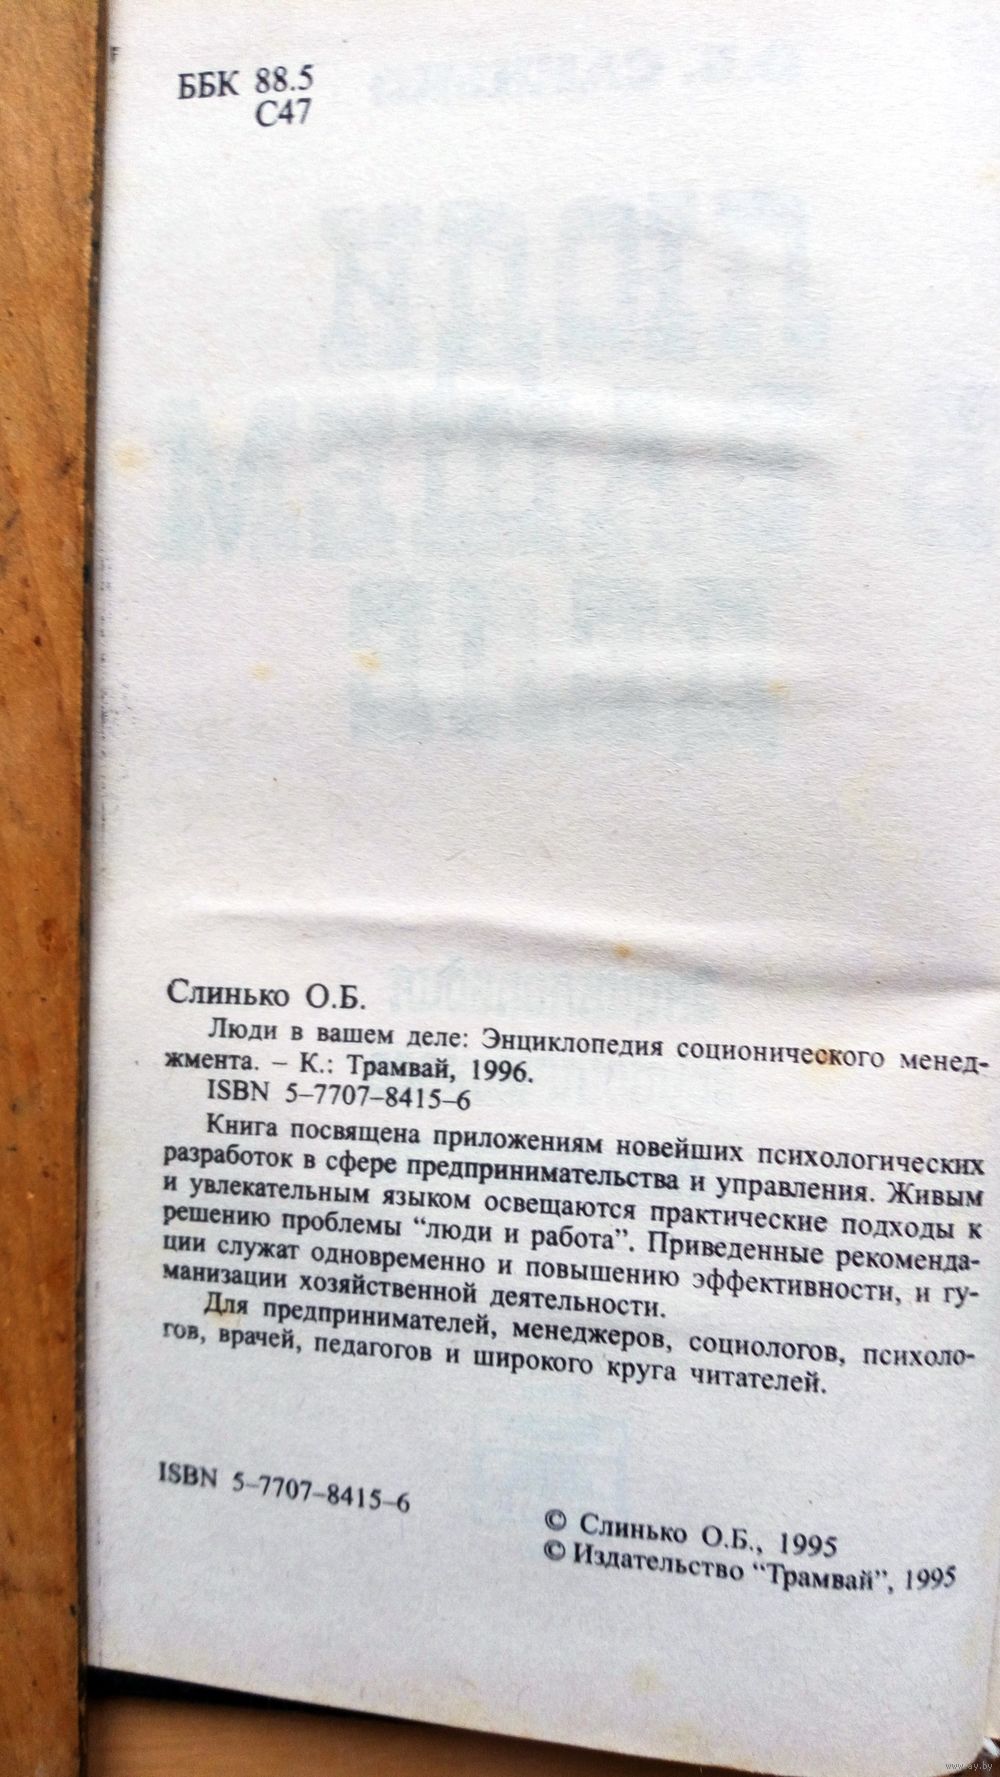 ББК 88.5
С47
Слинько О.Б.
Люди в вашем деле: Энциклопедия соционического менед-
жмента. – К.: Трамвай, 1996.
ISBN 5–7707–8415–6
Книга посвящена приложениям новейших психологических
разработок в сфере предпринимательства и управления. Живым
и увлекательным языком освещаются практические подходы к
решению проблемы “люди и работа”. Приведенные рекоменда-
ции служат одновременно и повышению эффективности, и гу-
манизации хозяйственной деятельности.
Для предпринимателей, менеджеров, социологов, психоло-
гов, врачей, педагогов и широкого круга читателей.
ISBN 5–7707–8415–6
© Слинько О.Б., 1995
© Издательство “Трамвай”, 1995
www.ay.by